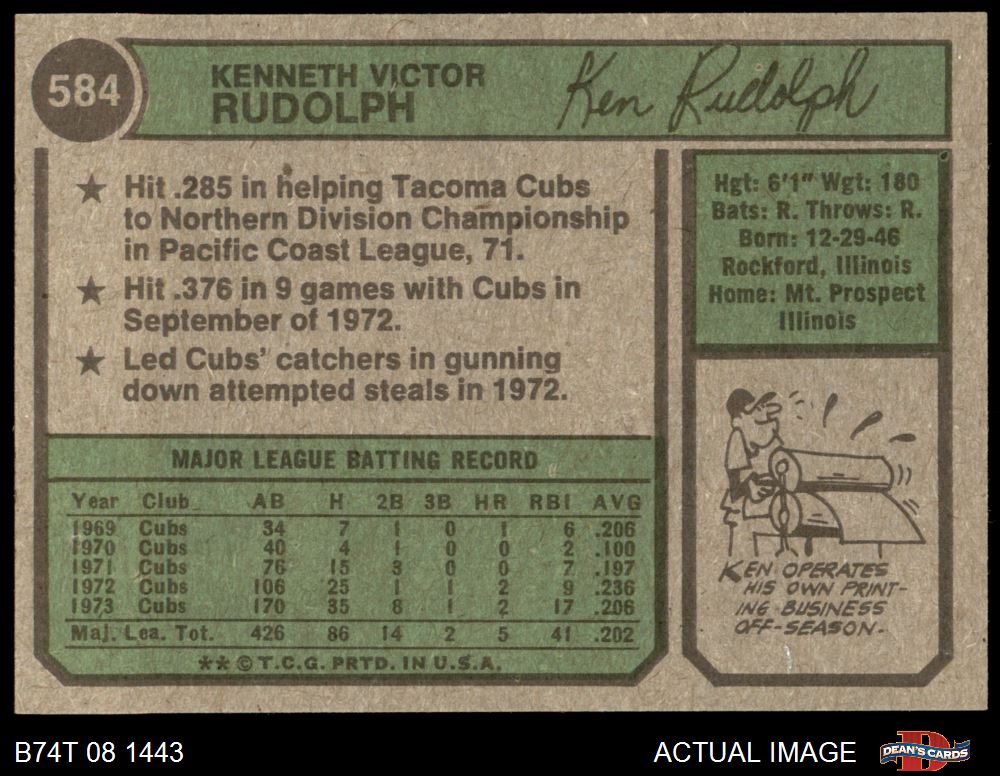 584
KENNETH VICTOR
RUDOLPH
Ken Rudolph
★ Hit .285 in helping Tacoma Cubs
to Northern Division Championship
in Pacific Coast League, 71.
★ Hit .376 in 9 games with Cubs in
September of 1972.
★ Led Cubs' catchers in gunning
down attempted steals in 1972.
Hgt: 6'1" Wgt: 180
Bats: R. Throws: R.
Born: 12-29-46
Rockford, Illinois
Home: Mt. Prospect
Illinois
MAJOR LEAGUE BATTING RECORD
Year Club AB H 2B 3B HR RBI AVG
1969 Cubs 34 7 1 0 1 6 .206
1970 Cubs 40 4 1 0 0 2 .100
1971 Cubs 76 15 3 0 0 7 .197
1972 Cubs 106 25 1 1 2 9 .236
1973 Cubs 170 35 8 1 2 17 .206
Maj. Lea. Tot. 426 86 14 2 5 41 .202
** © T.C.G. PRTD. IN U.S.A.
KEN OPERATES
HIS OWN PRINT-
ING BUSINESS
OFF-SEASON.
B74T 08 1443
ACTUAL IMAGE
D
DEAN'S CARDS